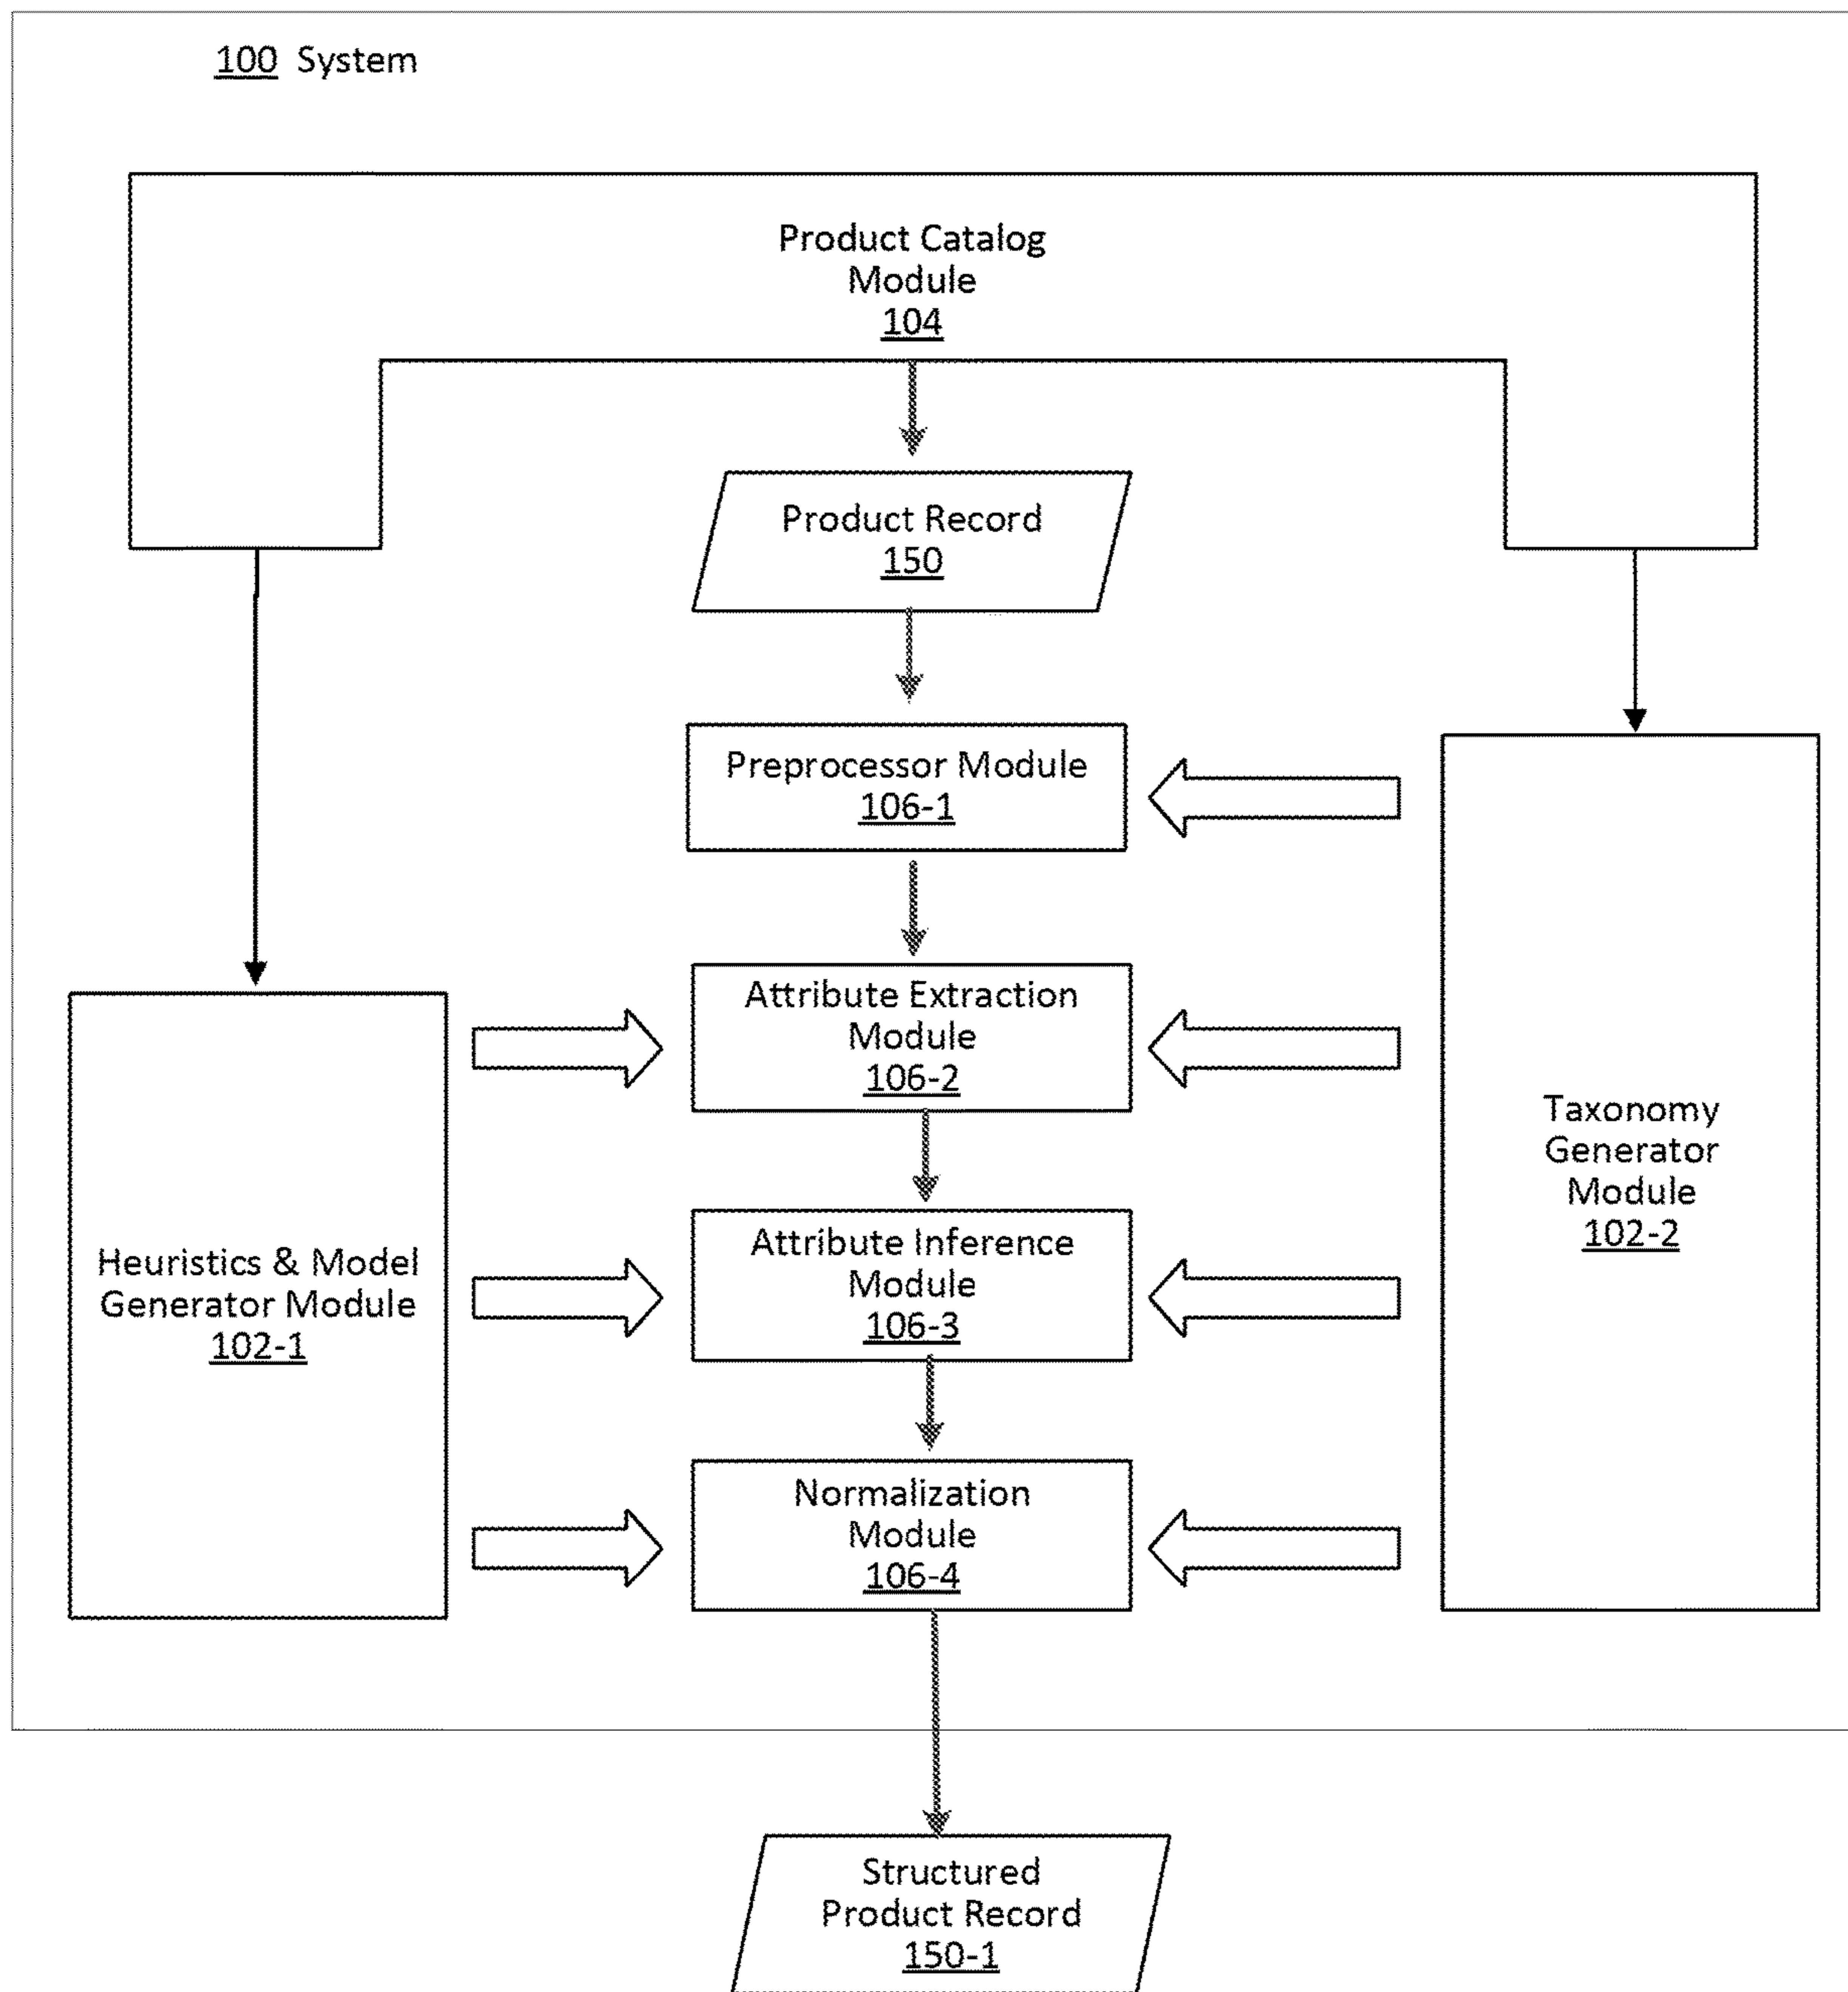 100 System
Product Catalog
Module
104
Product Record
150
Preprocessor Module
106-1
Attribute Extraction
Module
106-2
Attribute Inference
Module
106-3
Normalization
Module
106-4
Heuristics & Model
Generator Module
102-1
Taxonomy
Generator
Module
102-2
Structured
Product Record
150-1